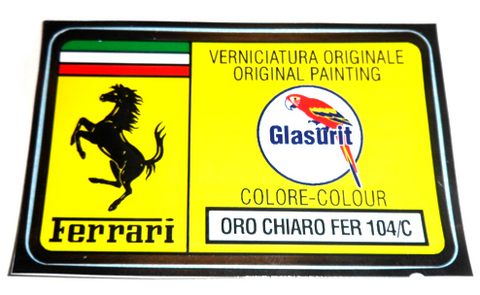 VERNICIATURA ORIGINALE
ORIGINAL PAINTING
Glasurit
COLORE-COLOUR
ORO CHIARO FER 104/C
Ferrari